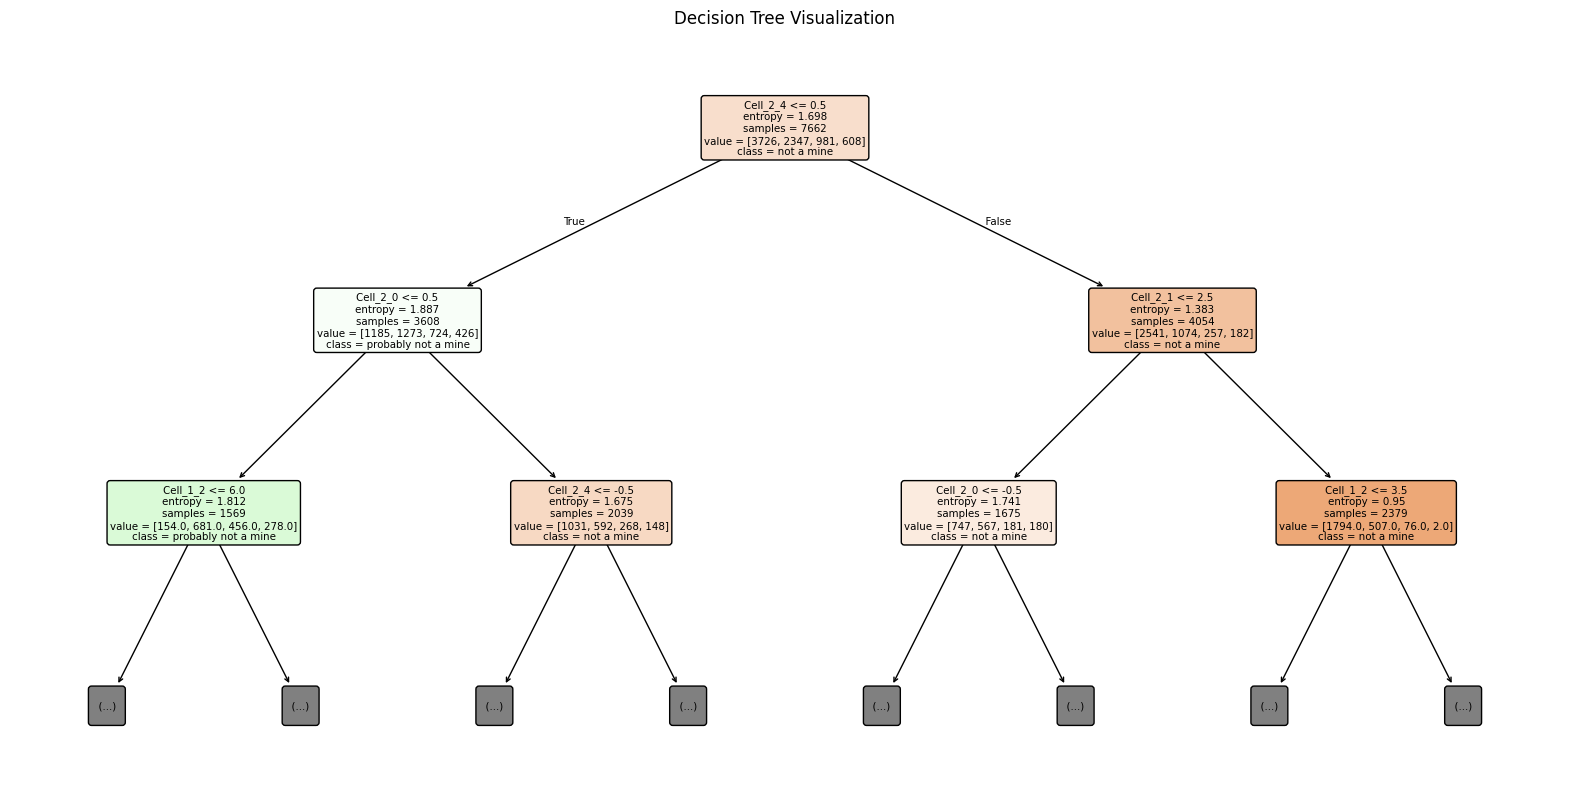 Decision Tree Visualization
Cell_2_4 <= 0.5
entropy = 1.698
samples = 7662
value = [3726, 2347, 981, 608]
class = not a mine
True
False
Cell_2_0 <= 0.5
entropy = 1.887
samples = 3608
value = [1185, 1273, 724, 426]
class = probably not a mine
Cell_2_1 <= 2.5
entropy = 1.383
samples = 4054
value = [2541, 1074, 257, 182]
class = not a mine
Cell_1_2 <= 6.0
entropy = 1.812
samples = 1569
value = [154.0, 681.0, 456.0, 278.0]
class = probably not a mine
Cell_2_4 <= -0.5
entropy = 1.675
samples = 2039
value = [1031, 592, 268, 148]
class = not a mine
Cell_2_0 <= -0.5
entropy = 1.741
samples = 1675
value = [747, 567, 181, 180]
class = not a mine
Cell_1_2 <= 3.5
entropy = 0.95
samples = 2379
value = [1794.0, 507.0, 76.0, 2.0]
class = not a mine
(...)
(...)
(...)
(...)
(...)
(...)
(...)
(...)